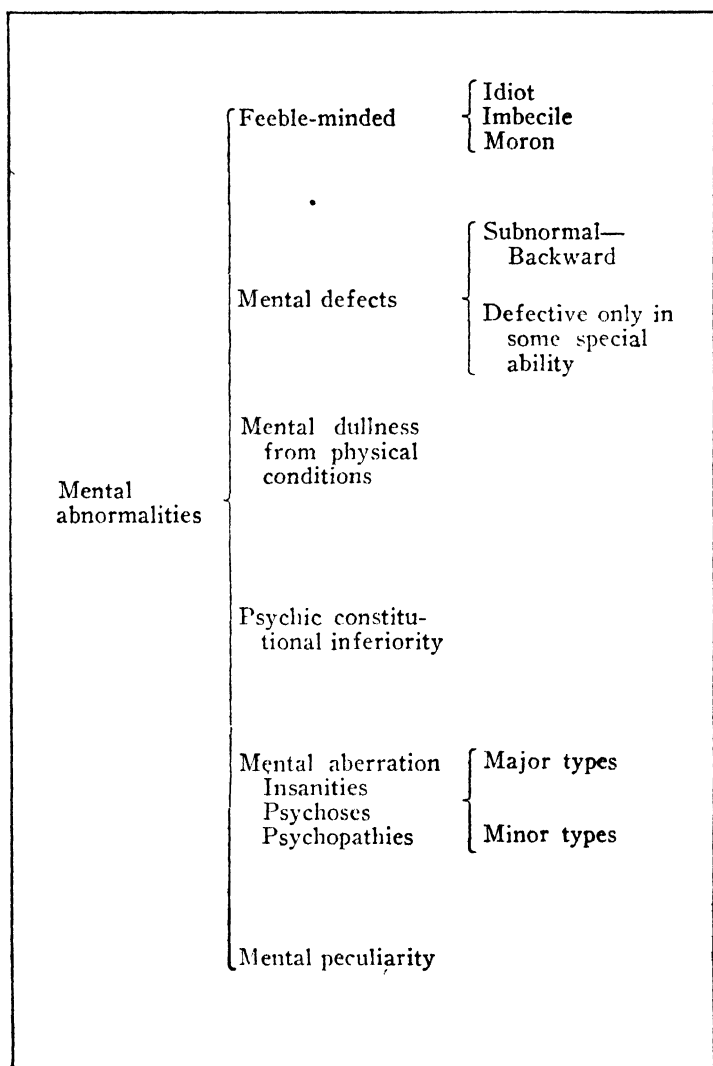 Feeble-minded
Idiot
Imbecile
Moron
Mental defects
Subnormal—
Backward
Defective only in
some special
ability
Mental dullness
from physical
conditions
Mental
abnormalities
Psychic constitu-
tional inferiority
Mental aberration
Insanities
Psychoses
Psychopathies
Major types
Minor types
Mental peculiarity